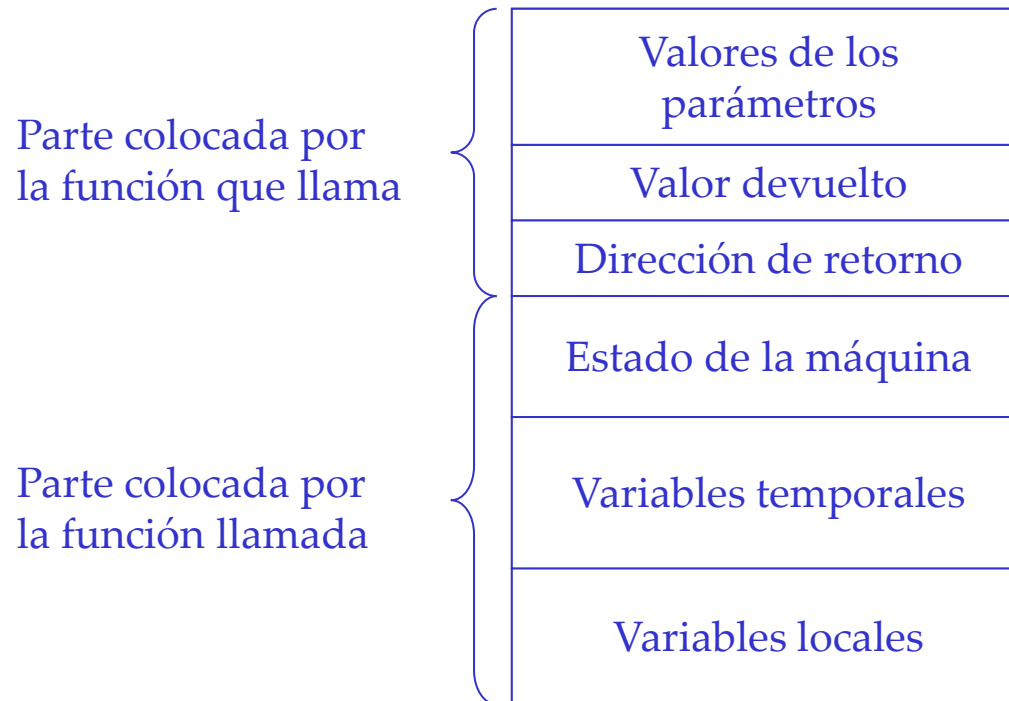 Parte colocada por
la función que llama
Valores de los
parámetros
Valor devuelto
Dirección de retorno
Parte colocada por
la función llamada
Estado de la máquina
Variables temporales
Variables locales